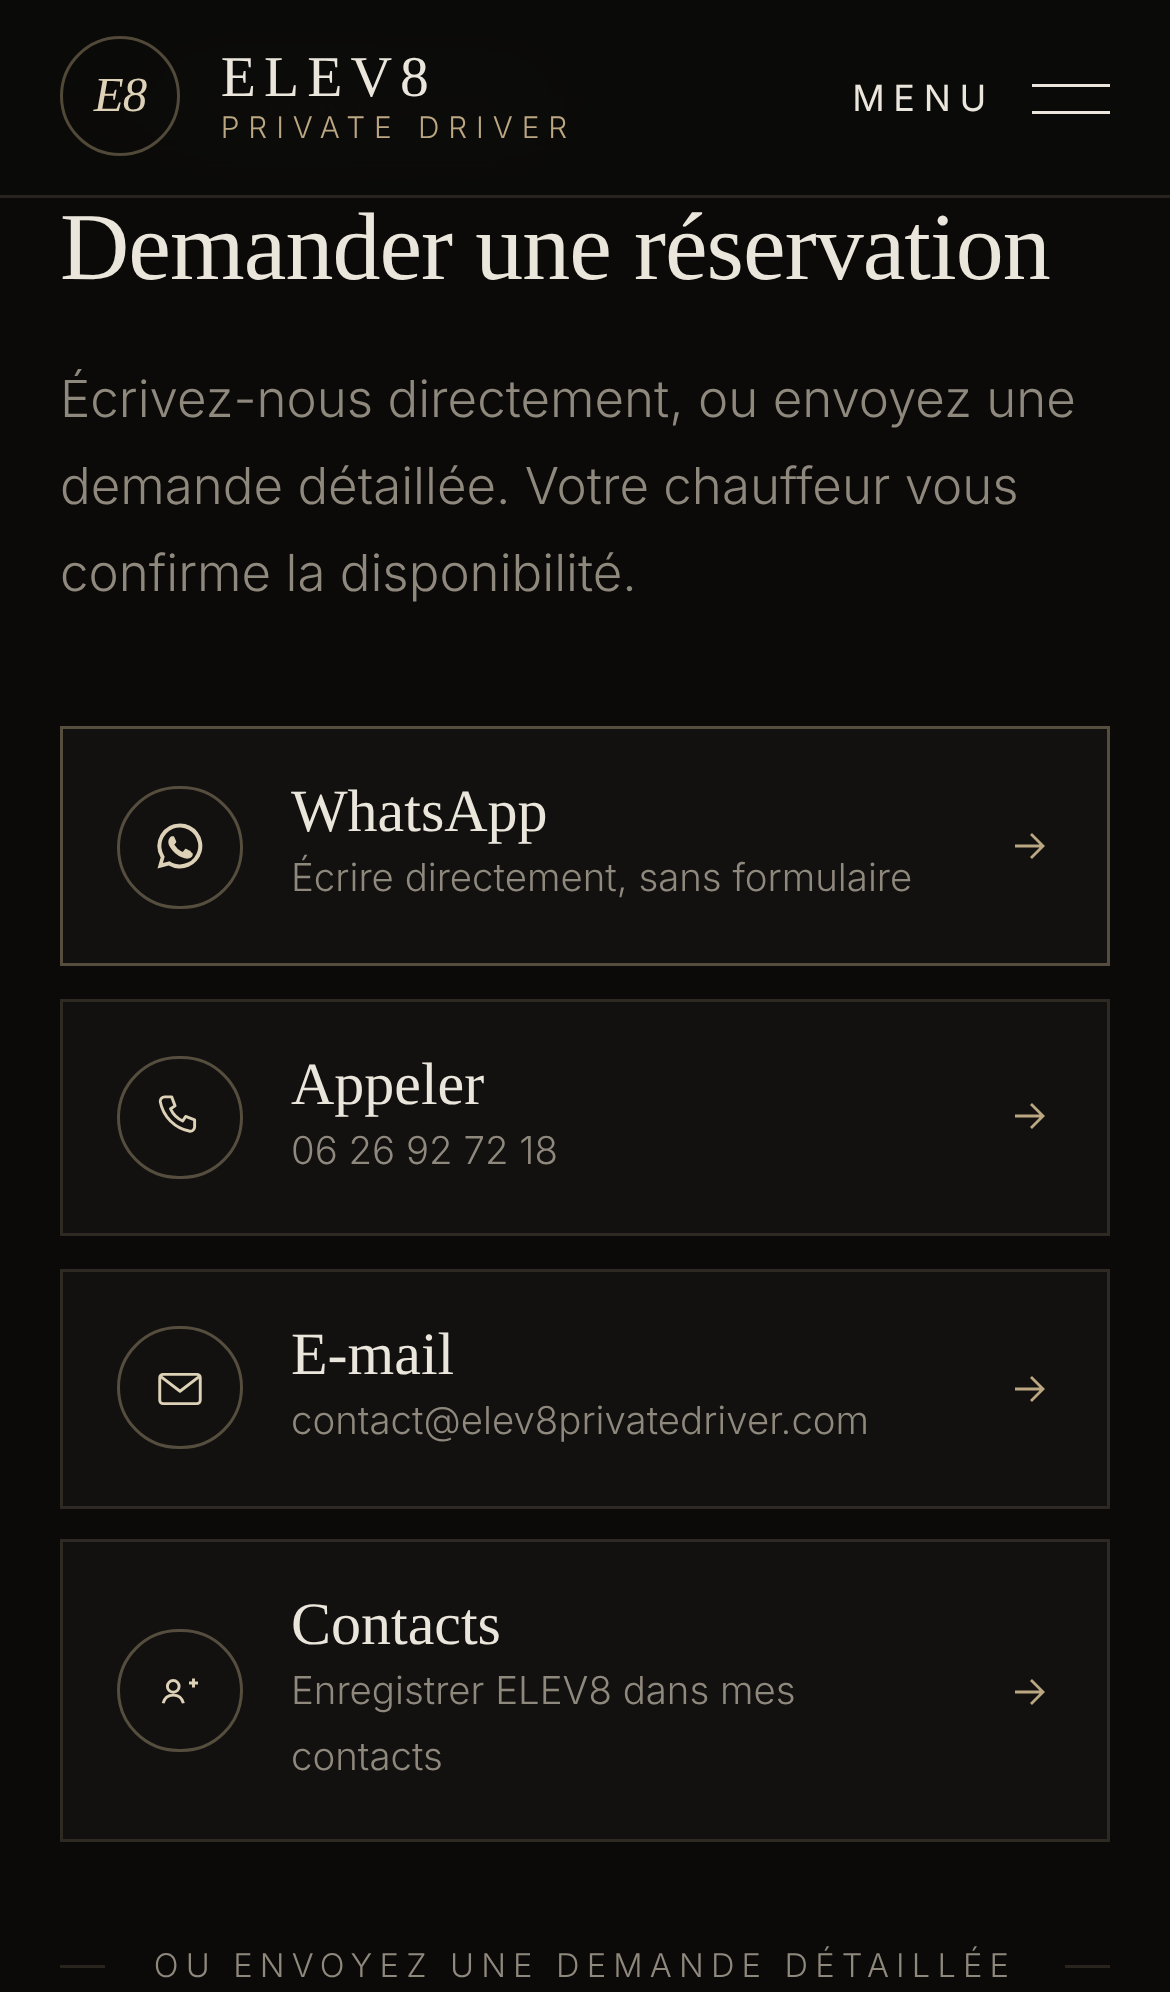 E8
ELEV8
PRIVATE DRIVER
MENU
Demander une réservation
Écrivez-nous directement, ou envoyez une
demande détaillée. Votre chauffeur vous
confirme la disponibilité.
WhatsApp
Écrire directement, sans formulaire
Appeler
06 26 92 72 18
E-mail
contact@elev8privatedriver.com
Contacts
Enregistrer ELEV8 dans mes
contacts
OU ENVOYEZ UNE DEMANDE DÉTAILLÉE